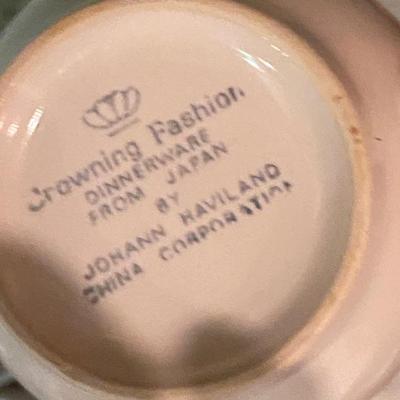 Crowning Fashion
DINNERWARE
FROM JAPAN
BY
JOHANN HAVILAND
CHINA CORPORATION